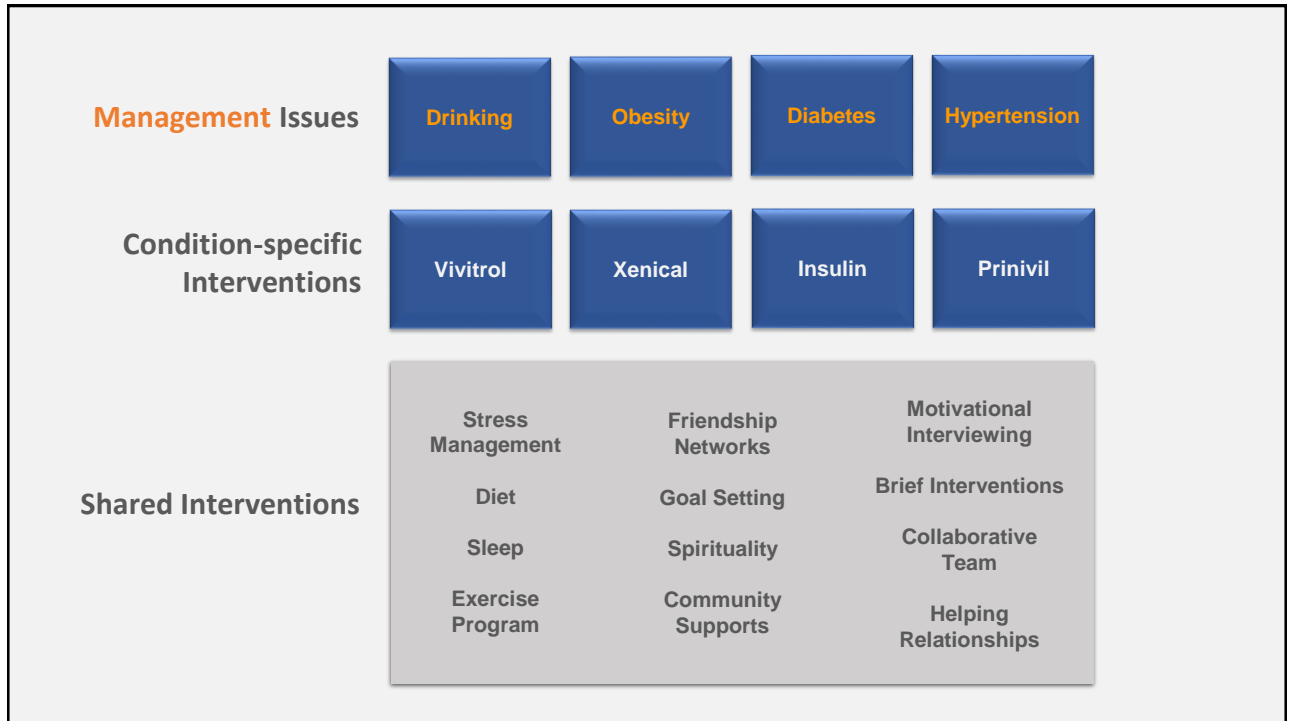 Management Issues
Drinking
Obesity
Diabetes
Hypertension
Condition-specific
Interventions
Vivitrol
Xenical
Insulin
Prinivil
Shared Interventions
Stress
Management
Diet
Sleep
Exercise
Program
Friendship
Networks
Goal Setting
Spirituality
Community
Supports
Motivational
Interviewing
Brief Interventions
Collaborative
Team
Helping
Relationships